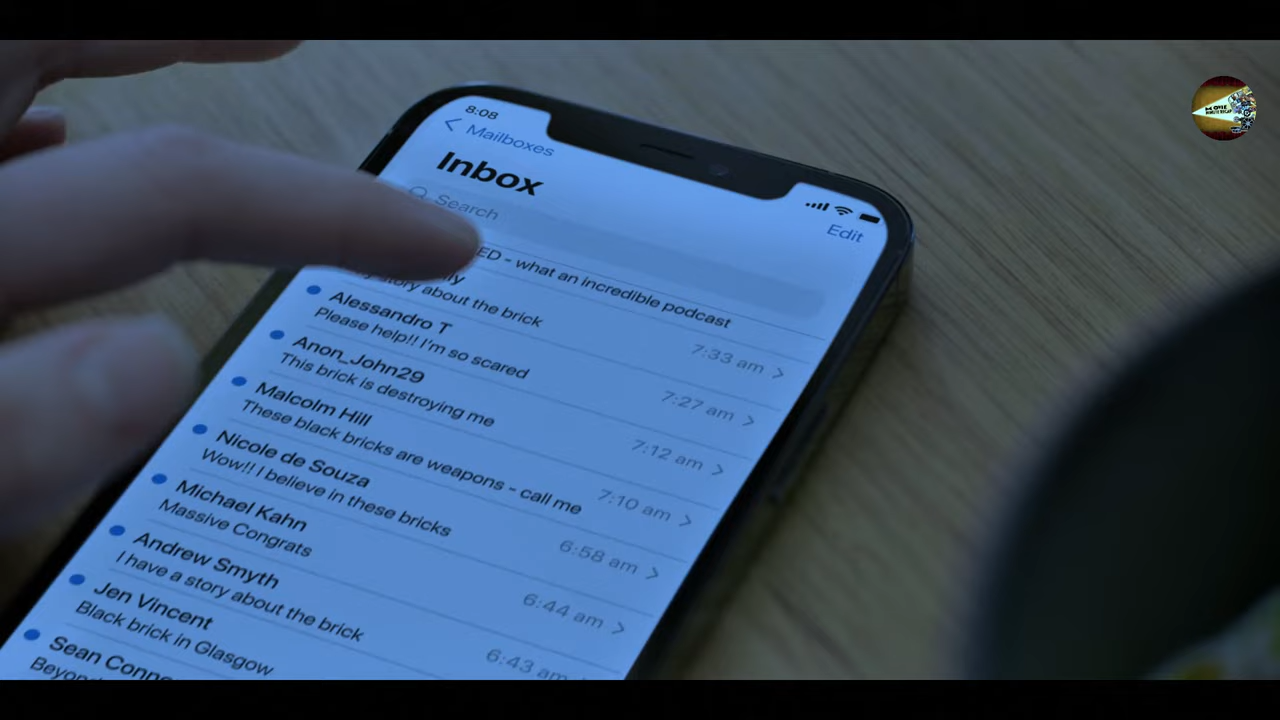 8:08
Mailboxes
Inbox
Edit
Search
ED - what an incredible podcast
story about the brick
7:33 am
Alessandro T
Please help!! I'm so scared
7:27 am
Anon_John29
This brick is destroying me
7:12 am
Malcolm Hill
These black bricks are weapons - call me
7:10 am
Nicole de Souza
Wow!! I believe in these bricks
6:58 am
Michael Kahn
Massive Congrats
6:44 am
Andrew Smyth
I have a story about the brick
6:43 am
Jen Vincent
Black brick in Glasgow
Sean Conne
Beyond